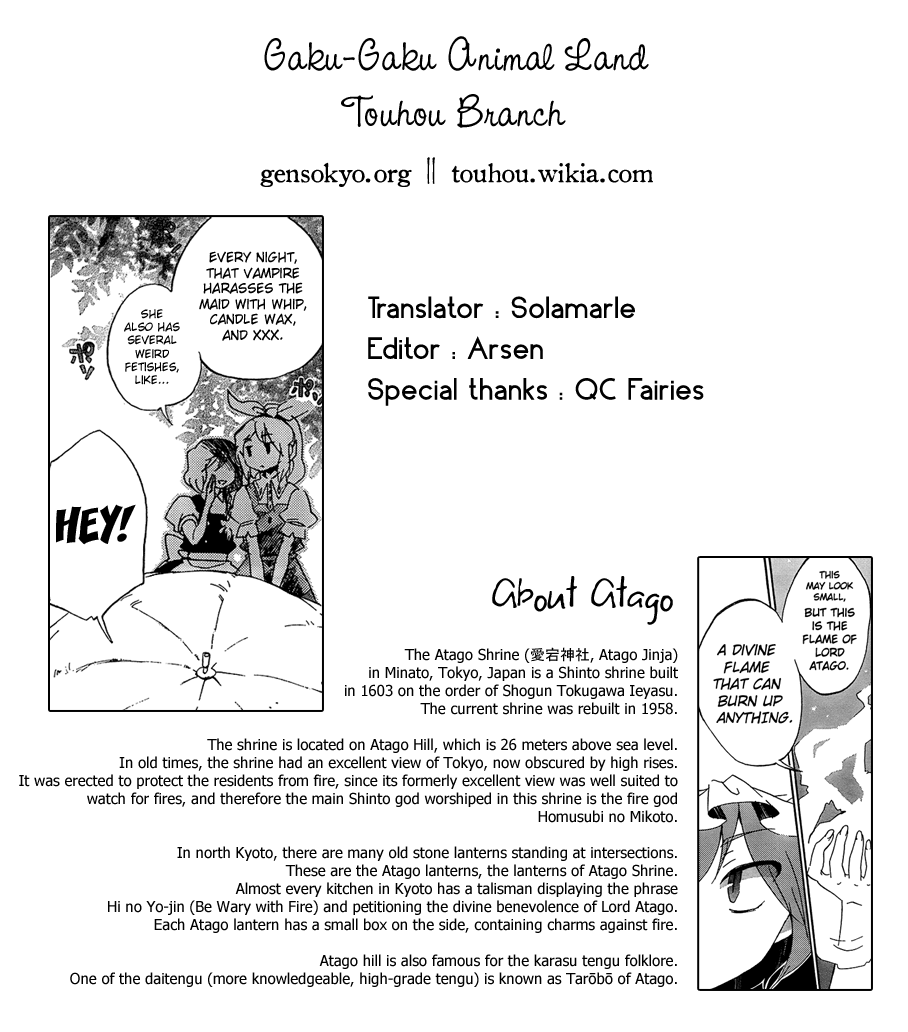 Gaku-Gaku Animal Land
Touhou Branch
gensokyo.org || touhou.wikia.com
EVERY NIGHT,
THAT VAMPIRE
HARASSES THE
MAID WITH WHIP,
CANDLE WAX,
AND XXX.
SHE
ALSO HAS
SEVERAL
WEIRD
FETISHES,
LIKE...
ポッ
ポッ
HEY!
Translator : Solamarle
Editor : Arsen
Special thanks : QC Fairies
About Atago
The Atago Shrine (愛宕神社, Atago Jinja)
in Minato, Tokyo, Japan is a Shinto shrine built
in 1603 on the order of Shogun Tokugawa Ieyasu.
The current shrine was rebuilt in 1958.
The shrine is located on Atago Hill, which is 26 meters above sea level.
In old times, the shrine had an excellent view of Tokyo, now obscured by high rises.
It was erected to protect the residents from fire, since its formerly excellent view was well suited to
watch for fires, and therefore the main Shinto god worshiped in this shrine is the fire god
Homusubi no Mikoto.
In north Kyoto, there are many old stone lanterns standing at intersections.
These are the Atago lanterns, the lanterns of Atago Shrine.
Almost every kitchen in Kyoto has a talisman displaying the phrase
Hi no Yo-jin (Be Wary with Fire) and petitioning the divine benevolence of Lord Atago.
Each Atago lantern has a small box on the side, containing charms against fire.
Atago hill is also famous for the karasu tengu folklore.
One of the daitengu (more knowledgeable, high-grade tengu) is known as Tarōbō of Atago.
THIS
MAY LOOK
SMALL,
BUT THIS
IS THE
FLAME OF
LORD
ATAGO.
A DIVINE
FLAME
THAT CAN
BURN UP
ANYTHING.